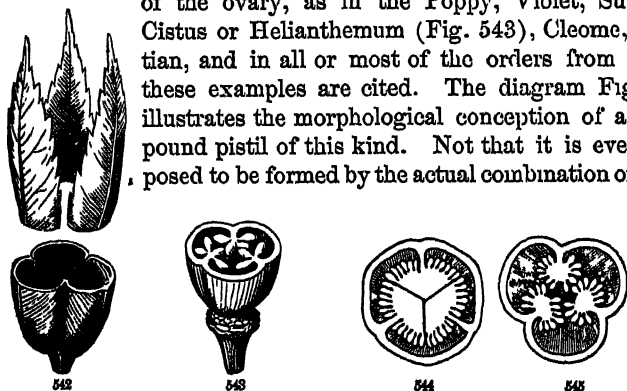 of the ovary, as in the Poppy, Violet,
Cistus or Helianthemum (Fig. 543), Cleome,
tian, and in all or most of the orders from
these examples are cited. The diagram
illustrates the morphological conception of a
pound pistil of this kind. Not that it is
posed to be formed by the actual combination
542 543 544 545